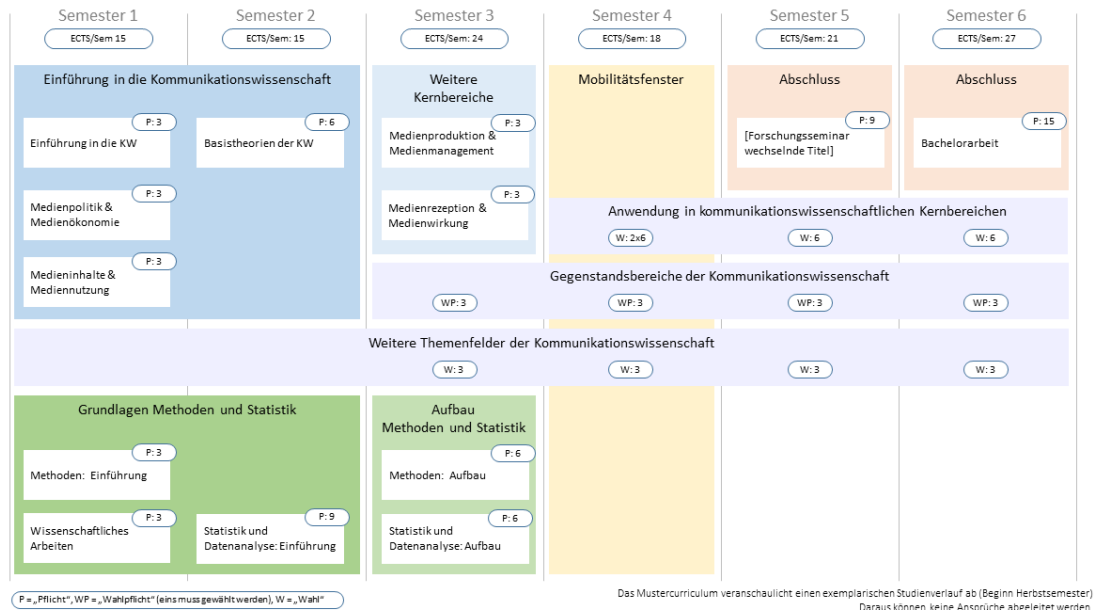 Semester 1
Semester 2
Semester 3
Semester 4
Semester 5
Semester 6
ECTS/Sem 15
ECTS/Sem: 15
ECTS/Sem: 24
ECTS/Sem: 18
ECTS/Sem: 21
ECTS/Sem: 27
Einführung in die Kommunikationswissenschaft
P: 3
Einführung in die KW
P: 6
Basistheorien der KW
P: 3
Medienpolitik &
Medienökonomie
P: 3
Medieninhalte &
Mediennutzung
Weitere
Kernbereiche
P: 3
Medienproduktion &
Medienmanagement
P: 3
Medienrezeption &
Medienwirkung
Mobilitätsfenster
Abschluss
P: 9
[Forschungsseminar
wechselnde Titel]
Abschluss
P: 15
Bachelorarbeit
Anwendung in kommunikationswissenschaftlichen Kernbereichen
W: 2x6
W: 6
W: 6
Gegenstandsbereiche der Kommunikationswissenschaft
WP: 3
WP: 3
WP: 3
WP: 3
Weitere Themenfelder der Kommunikationswissenschaft
W: 3
W: 3
W: 3
W: 3
Grundlagen Methoden und Statistik
P: 3
Methoden: Einführung
P: 3
Wissenschaftliches
Arbeiten
P: 9
Statistik und
Datenanalyse: Einführung
Aufbau
Methoden und Statistik
P: 6
Methoden: Aufbau
P: 6
Statistik und
Datenanalyse: Aufbau
P = „Pflicht“, WP = „Wahlpflicht“ (eins muss gewählt werden), W = „Wahl“
Das Mustercurriculum veranschaulicht einen exemplarischen Studienverlauf ab (Beginn Herbstsemester)
Daraus können keine Ansprüche abgeleitet werden.